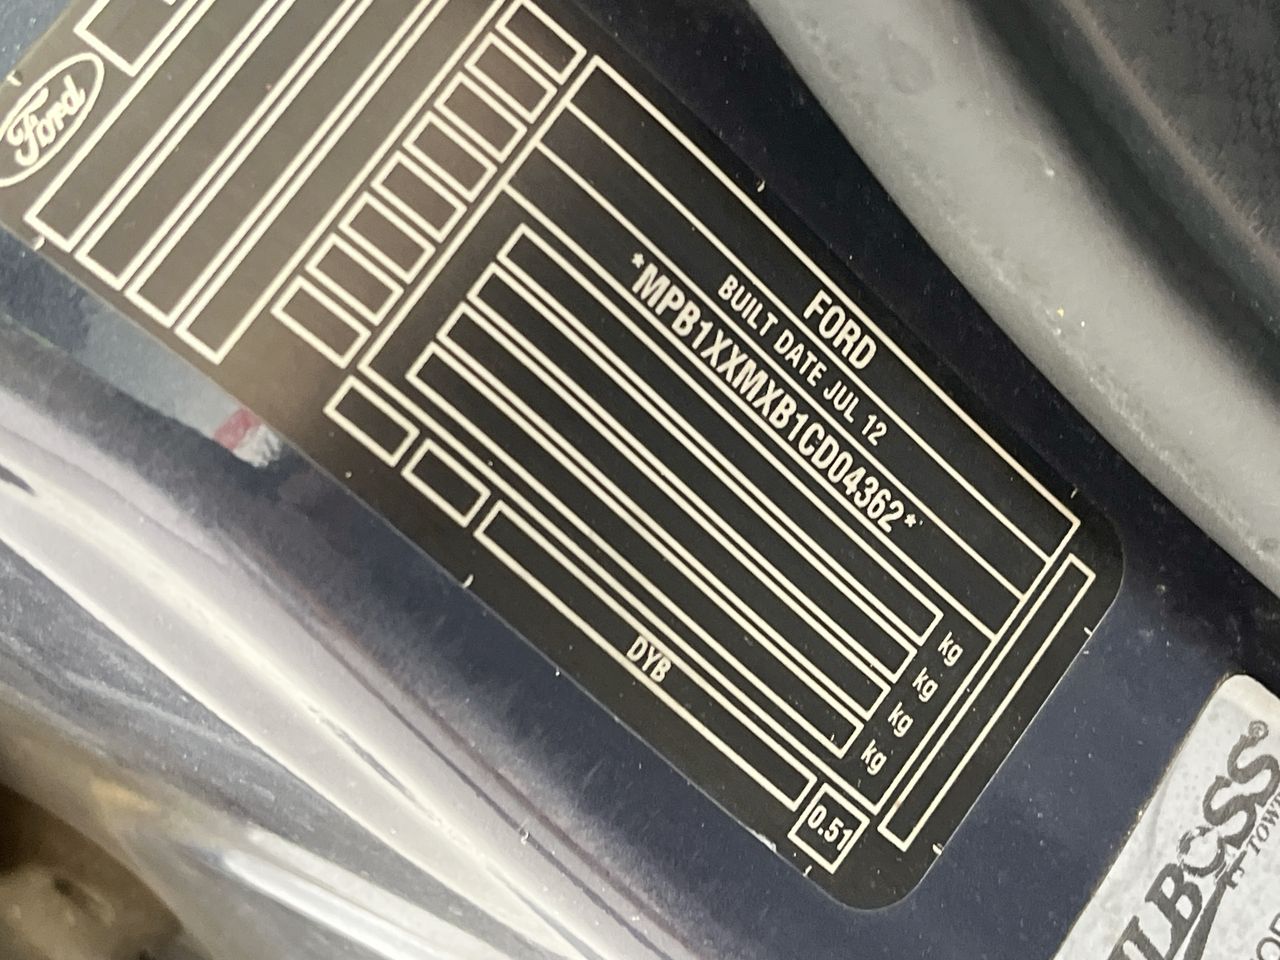 Ford
FORD
BUILT DATE JUL 12
*MPB1XXMXB1CD04362*
kg
kg
kg
kg
DYB
0.51